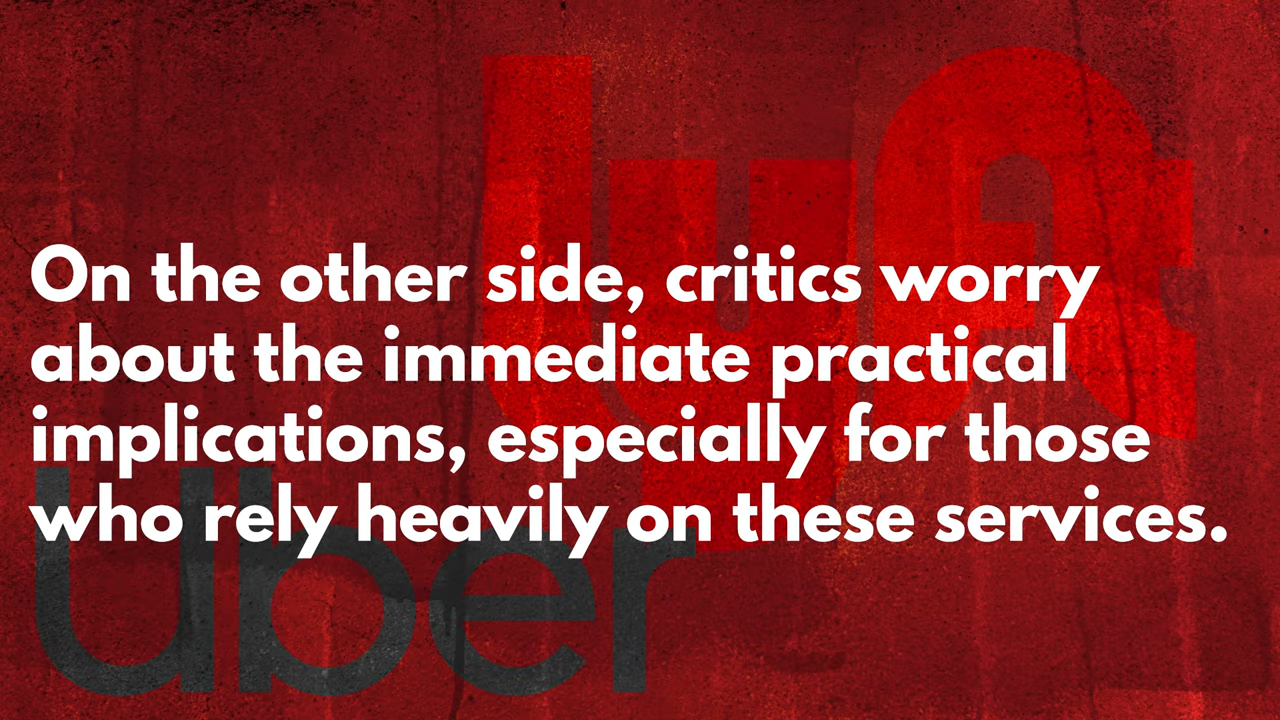 lyft
On the other side, critics worry
about the immediate practical
implications, especially for those
who rely heavily on these services.
Uber